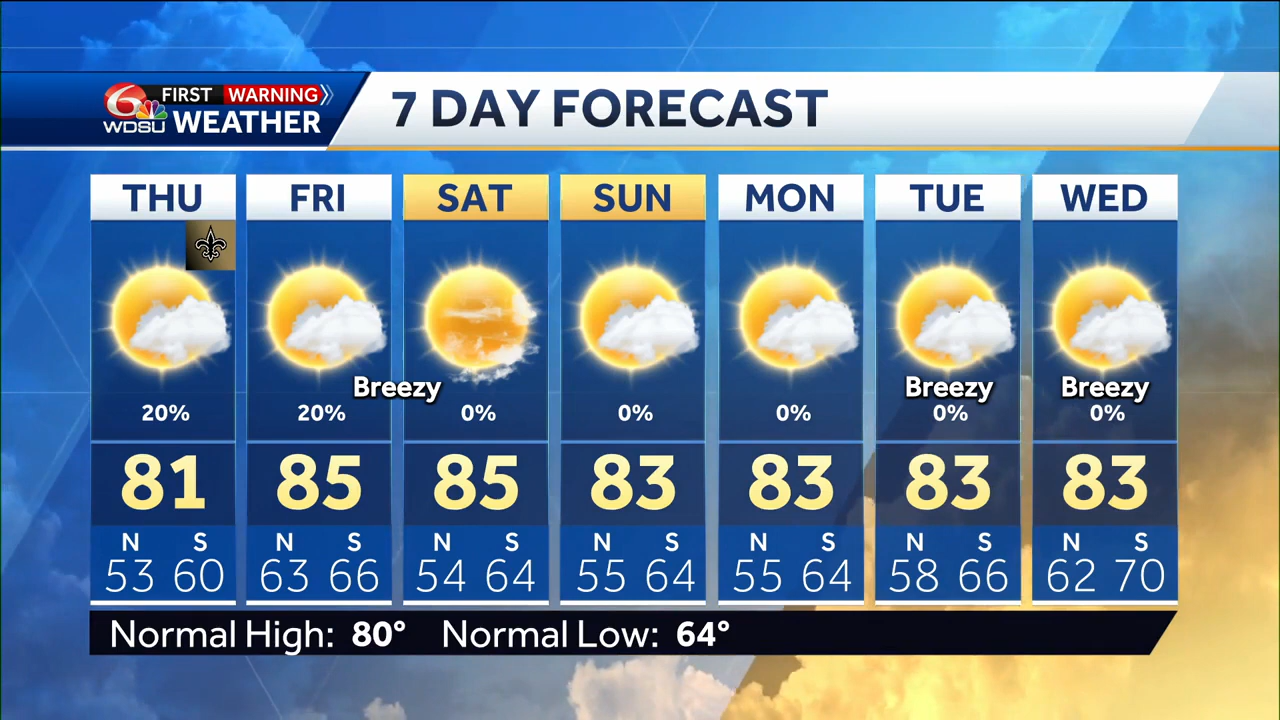 6 FIRST WARNING
WDSU WEATHER
7 DAY FORECAST
THU FRI SAT SUN MON TUE WED
Breezy Breezy Breezy
20% 20% 0% 0% 0% 0% 0%
81 85 85 83 83 83 83
N S N S N S N S N S N S N S
53 60 63 66 54 64 55 64 55 64 58 66 62 70
Normal High: 80° Normal Low: 64°